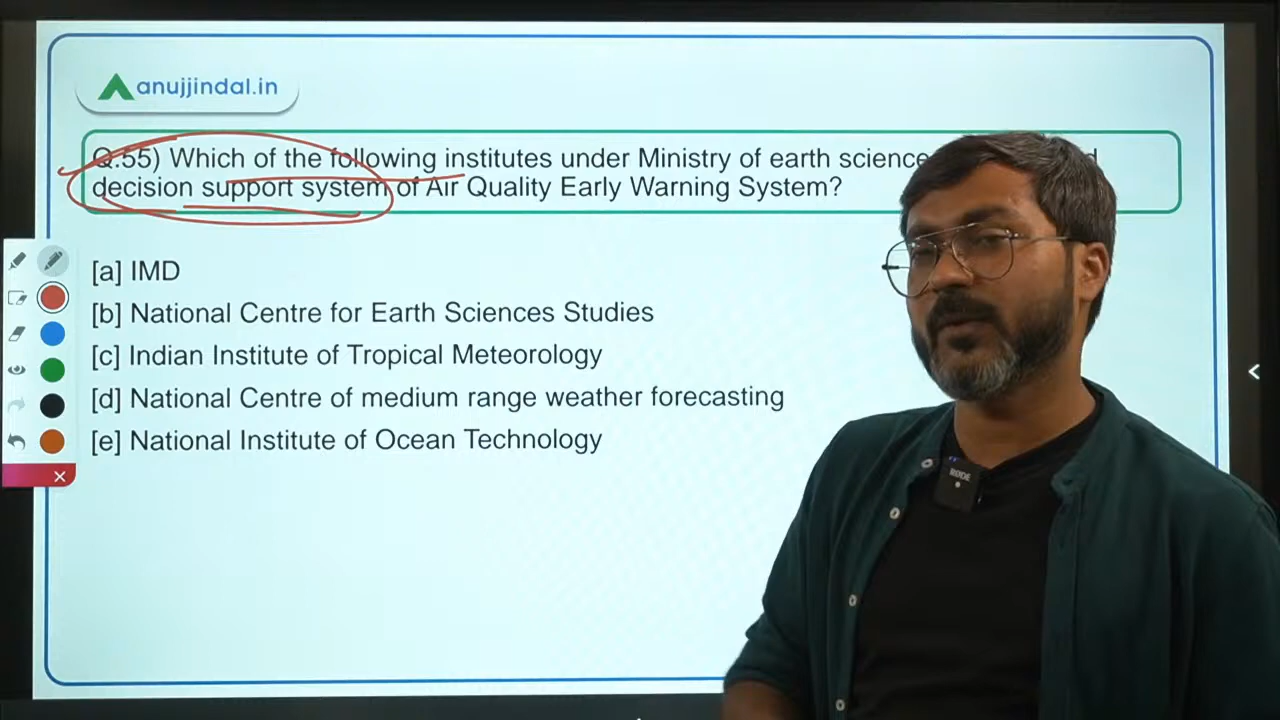 anujjindal.in
Q.55) Which of the following institutes under Ministry of earth science
decision support system of Air Quality Early Warning System?
[a] IMD
[b] National Centre for Earth Sciences Studies
[c] Indian Institute of Tropical Meteorology
[d] National Centre of medium range weather forecasting
[e] National Institute of Ocean Technology
RODE